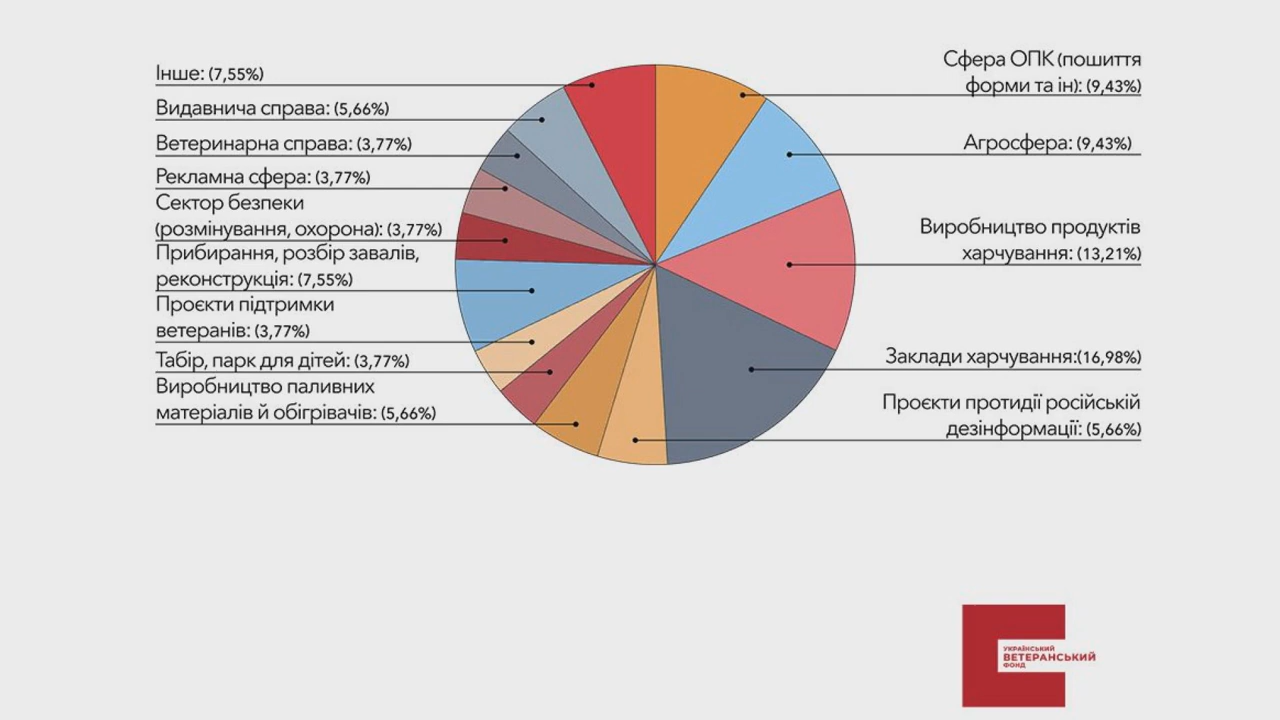 Інше: (7,55%)
Видавнича справа: (5,66%)
Ветеринарна справа: (3,77%)
Рекламна сфера: (3,77%)
Сектор безпеки
(розмінування, охорона): (3,77%)
Прибирання, розбір завалів,
реконструкція: (7,55%)
Проєкти підтримки
ветеранів: (3,77%)
Табір, парк для дітей: (3,77%)
Виробництво паливних
матеріалів й обігрівачів: (5,66%)
Сфера ОПК (пошиття
форми та ін): (9,43%)
Агросфера: (9,43%)
Виробництво продуктів
харчування: (13,21%)
Заклади харчування:(16,98%)
Проєкти протидії російській
дезінформації: (5,66%)
УКРАЇНСЬКИЙ
ВЕТЕРАНСЬКИЙ
ФОНД